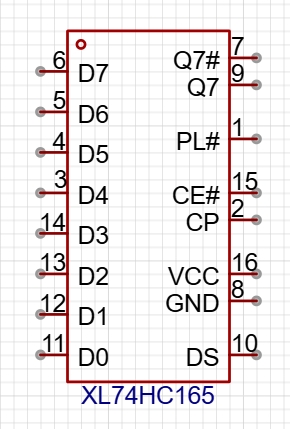 6 D7 Q7# 7
Q7 9
5 D6
PL# 1
4 D5
3 D4 CE# 15
CP 2
14 D3
13 D2 VCC 16
GND 8
12 D1
11 D0 DS 10
XL74HC165